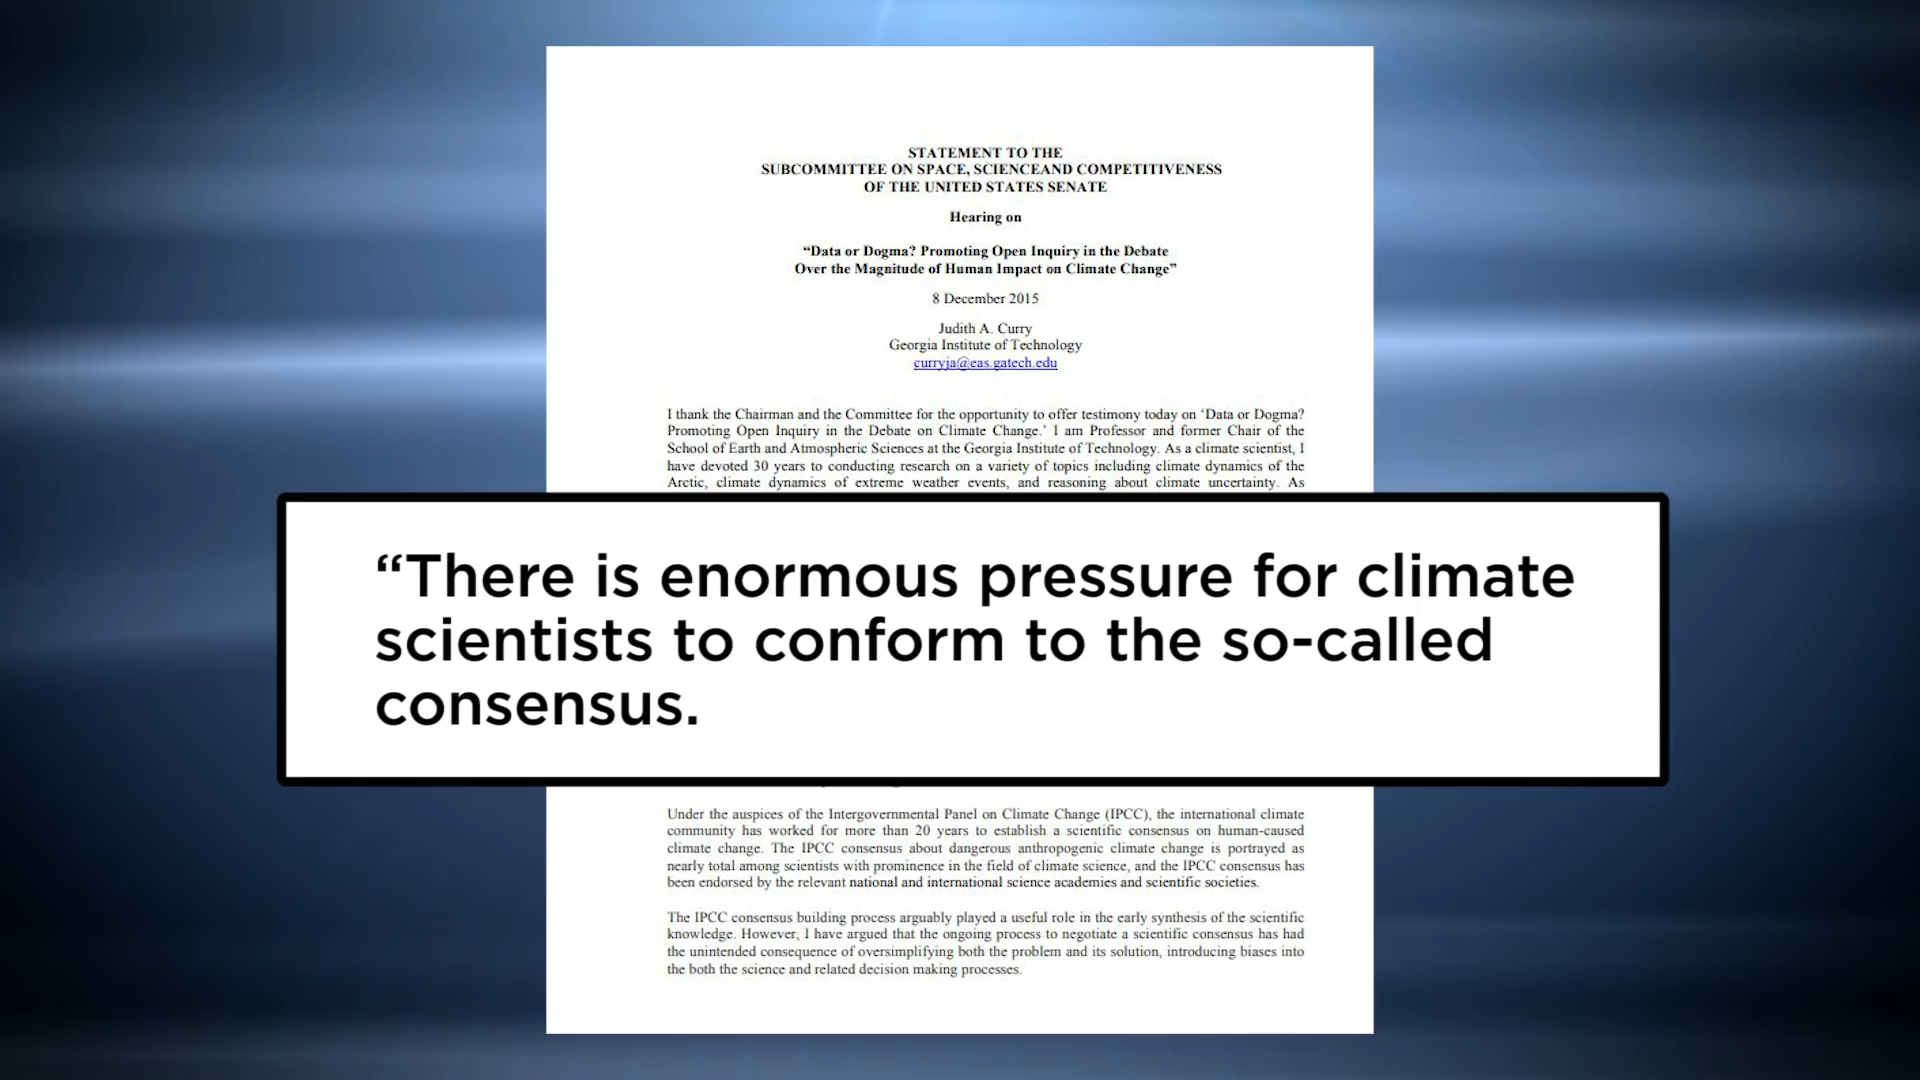 STATEMENT TO THE
SUBCOMMITTEE ON SPACE, SCIENCEAND COMPETITIVENESS
OF THE UNITED STATES SENATE
Hearing on
“Data or Dogma? Promoting Open Inquiry in the Debate
Over the Magnitude of Human Impact on Climate Change”
8 December 2015
Judith A. Curry
Georgia Institute of Technology
curryja@eas.gatech.edu
I thank the Chairman and the Committee for the opportunity to offer testimony today on ‘Data or Dogma?
Promoting Open Inquiry in the Debate on Climate Change.’ I am Professor and former Chair of the
School of Earth and Atmospheric Sciences at the Georgia Institute of Technology. As a climate scientist, I
have devoted 30 years to conducting research on a variety of topics including climate dynamics of the
Arctic, climate dynamics of extreme weather events, and reasoning about climate uncertainty. As
“There is enormous pressure for climate
scientists to conform to the so-called
consensus.
Under the auspices of the Intergovernmental Panel on Climate Change (IPCC), the international climate
community has worked for more than 20 years to establish a scientific consensus on human-caused
climate change. The IPCC consensus about dangerous anthropogenic climate change is portrayed as
nearly total among scientists with prominence in the field of climate science, and the IPCC consensus has
been endorsed by the relevant national and international science academies and scientific societies.
The IPCC consensus building process arguably played a useful role in the early synthesis of the scientific
knowledge. However, I have argued that the ongoing process to negotiate a scientific consensus has had
the unintended consequence of oversimplifying both the problem and its solution, introducing biases into
the both the science and related decision making processes.